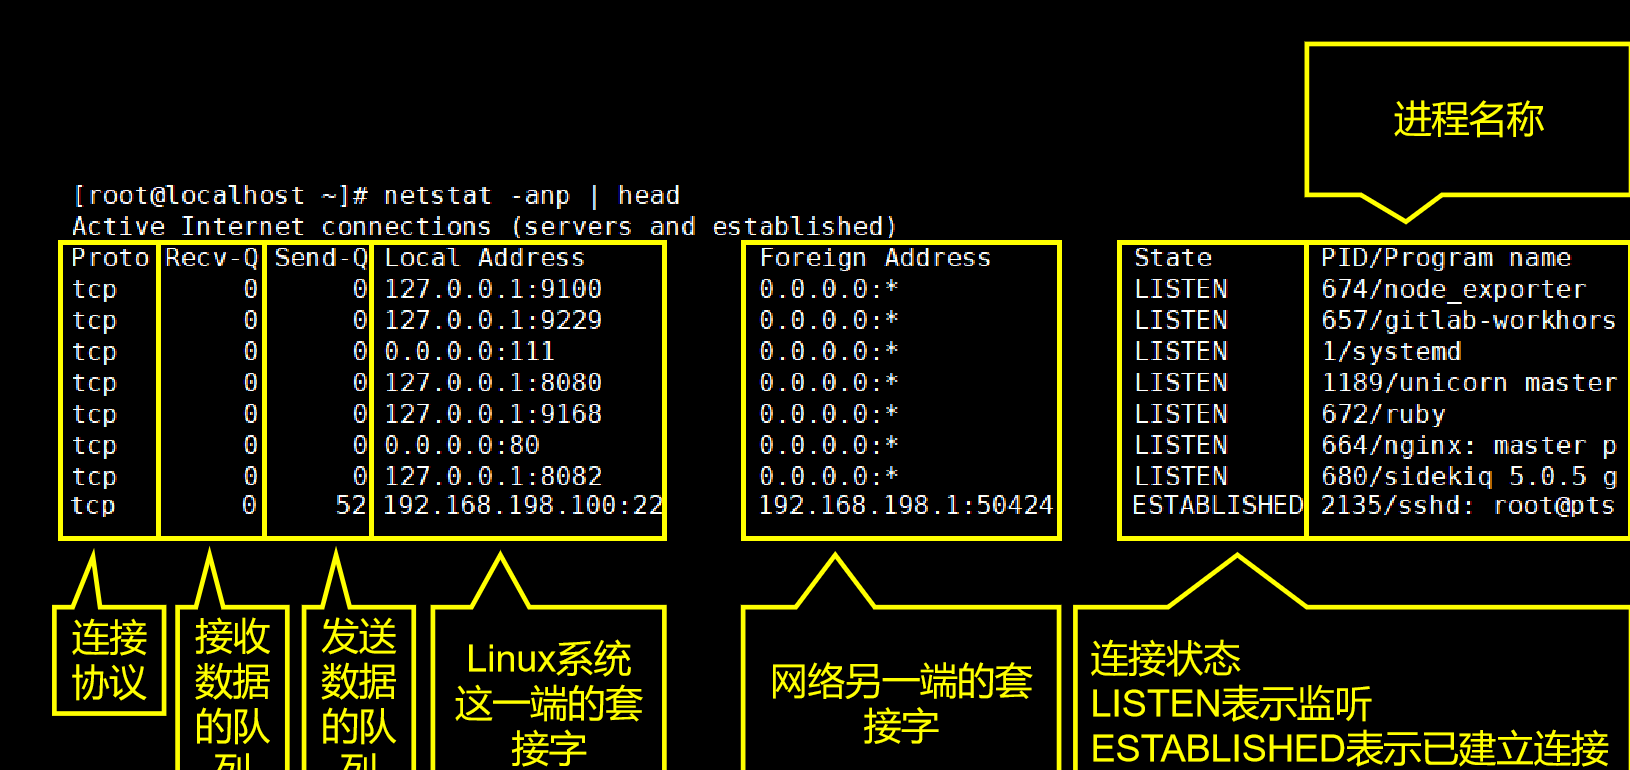 进程名称
[root@localhost ~]# netstat -anp | head
Active Internet connections (servers and established)
Proto Recv-Q Send-Q Local Address Foreign Address State PID/Program name
tcp 0 0 127.0.0.1:9100 0.0.0.0:* LISTEN 674/node_exporter
tcp 0 0 127.0.0.1:9229 0.0.0.0:* LISTEN 657/gitlab-workhors
tcp 0 0 0.0.0.0:111 0.0.0.0:* LISTEN 1/systemd
tcp 0 0 127.0.0.1:8080 0.0.0.0:* LISTEN 1189/unicorn master
tcp 0 0 127.0.0.1:9168 0.0.0.0:* LISTEN 672/ruby
tcp 0 0 0.0.0.0:80 0.0.0.0:* LISTEN 664/nginx: master p
tcp 0 0 127.0.0.1:8082 0.0.0.0:* LISTEN 680/sidekiq 5.0.5 g
tcp 0 52 192.168.198.100:22 192.168.198.1:50424 ESTABLISHED 2135/sshd: root@pts
连接
协议
接收
数据
的队
列
发送
数据
的队
列
Linux系统
这一端的套
接字
网络另一端的套
接字
连接状态
LISTEN表示监听
ESTABLISHED表示已建立连接